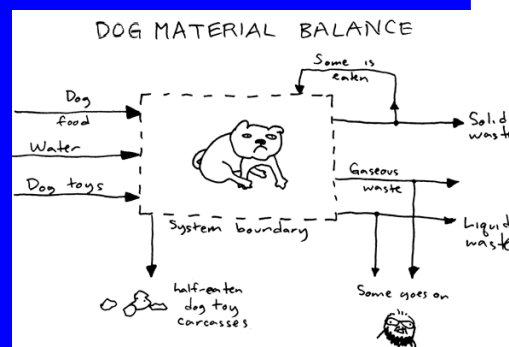 DOG MATERIAL BALANCE
Some is
eaten
Dog
food
Water
Dog toys
Solid
waste
Gaseous
waste
Liquid
waste
System boundary
half-eaten
dog toy
carcasses
Some goes on